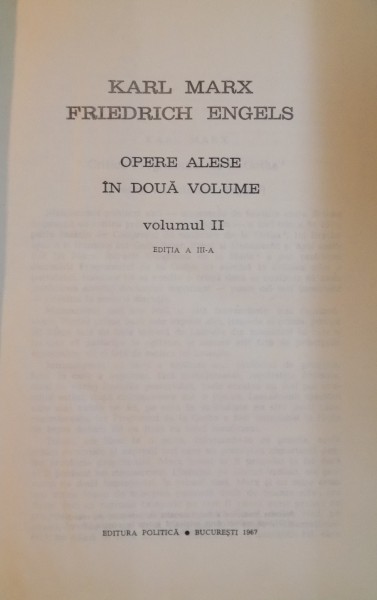 KARL MARX
FRIEDRICH ENGELS
OPERE ALESE
ÎN DOUĂ VOLUME
volumul II
EDIȚIA A III-A
EDITURA POLITICĂ ● BUCUREȘTI 1967